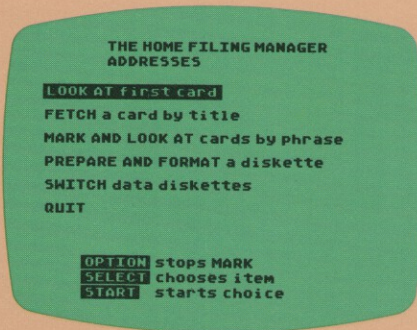 THE HOME FILING MANAGER
ADDRESSES
LOOK AT first card
FETCH a card by title
MARK AND LOOK AT cards by phrase
PREPARE AND FORMAT a diskette
SWITCH data diskettes
QUIT
OPTION stops MARK
SELECT chooses item
START starts choice